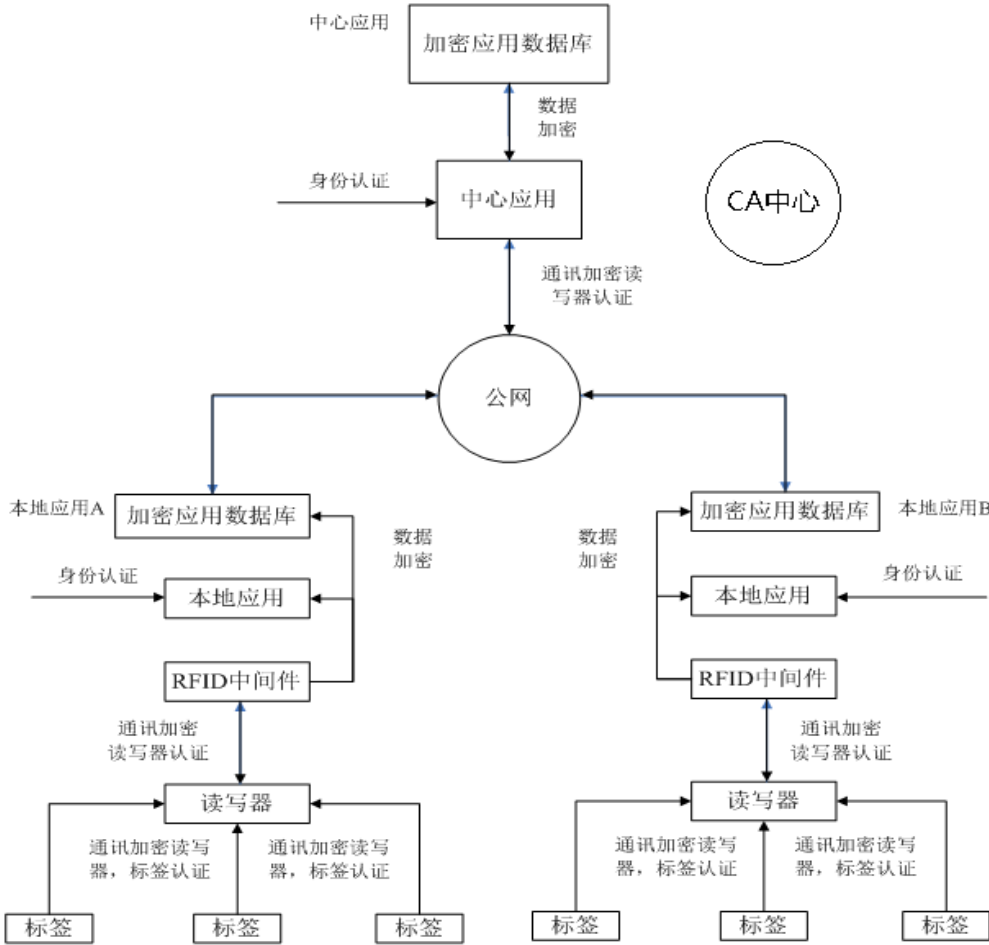 中心应用
加密应用数据库
数据
加密
身份认证
中心应用
CA中心
通讯加密读
写器认证
公网
本地应用A
加密应用数据库
数据
加密
身份认证
本地应用
RFID中间件
通讯加密
读写器认证
读写器
通讯加密读写
器，标签认证
通讯加密读写
器，标签认证
标签
标签
标签
加密应用数据库
本地应用B
数据
加密
本地应用
身份认证
RFID中间件
通讯加密
读写器认证
读写器
通讯加密读写
器，标签认证
通讯加密读写
器，标签认证
标签
标签
标签